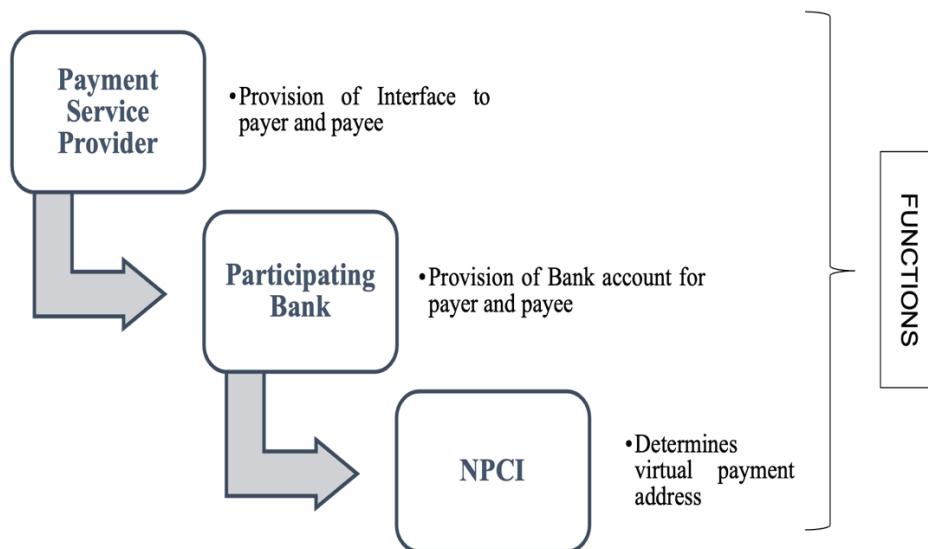 Payment
Service
Provider
•Provision of Interface to
payer and payee
Participating
Bank
•Provision of Bank account for
payer and payee
NPCI
•Determines
virtual payment
address
FUNCTIONS